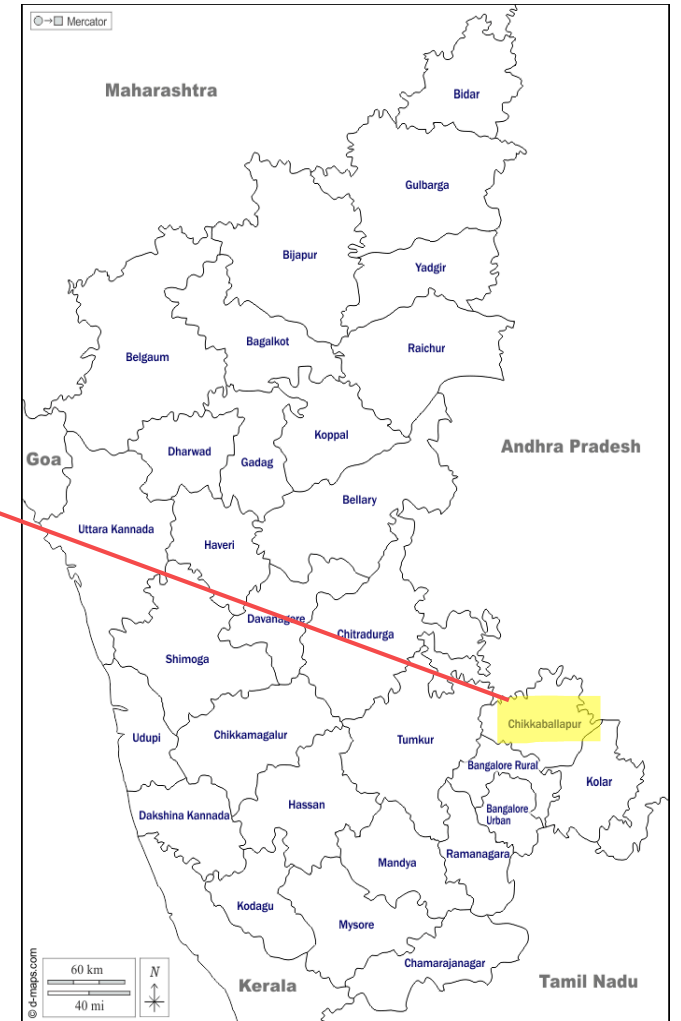 Mercator
Maharashtra
Bidar
Gulbarga
Bijapur
Yadgir
Bagalkot
Raichur
Belgaum
Koppal
Dharwad
Gadag
Goa
Andhra Pradesh
Bellary
Uttara Kannada
Haveri
Davanagere
Chitradurga
Shimoga
Chikkaballapur
Udupi
Chikkamagalur
Tumkur
Bangalore Rural
Kolar
Hassan
Dakshina Kannada
Bangalore
Urban
Mandya
Ramanagara
Kodagu
Mysore
Chamarajanagar
Kerala
Tamil Nadu
60 km
40 mi
N
© d-maps.com